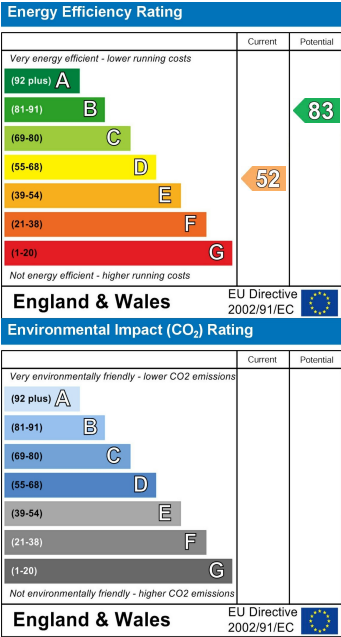 Energy Efficiency Rating
Current Potential
Very energy efficient - lower running costs
(92 plus) A
(81-91) B
83
(69-80) C
(55-68) D
52
(39-54) E
(21-38) F
(1-20) G
Not energy efficient - higher running costs
England & Wales
EU Directive
2002/91/EC
Environmental Impact (CO₂) Rating
Current Potential
Very environmentally friendly - lower CO2 emissions
(92 plus) A
(81-91) B
(69-80) C
(55-68) D
(39-54) E
(21-38) F
(1-20) G
Not environmentally friendly - higher CO2 emissions
England & Wales
EU Directive
2002/91/EC